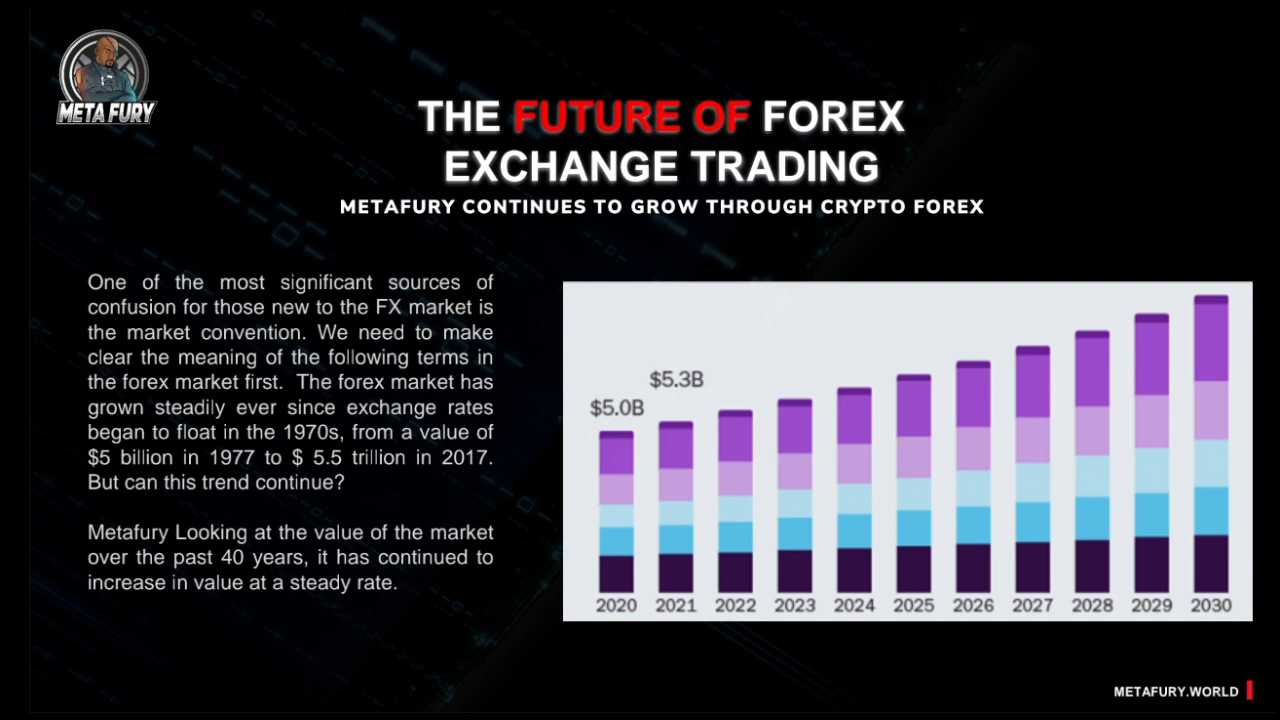 META FURY
THE FUTURE OF FOREX
EXCHANGE TRADING
METAFURY CONTINUES TO GROW THROUGH CRYPTO FOREX
One of the most significant sources of
confusion for those new to the FX market is
the market convention. We need to make
clear the meaning of the following terms in
the forex market first. The forex market has
grown steadily ever since exchange rates
began to float in the 1970s, from a value of
$5 billion in 1977 to $ 5.5 trillion in 2017.
But can this trend continue?
Metafury Looking at the value of the market
over the past 40 years, it has continued to
increase in value at a steady rate.
$5.3B
$5.0B
2020 2021 2022 2023 2024 2025 2026 2027 2028 2029 2030
METAFURY.WORLD